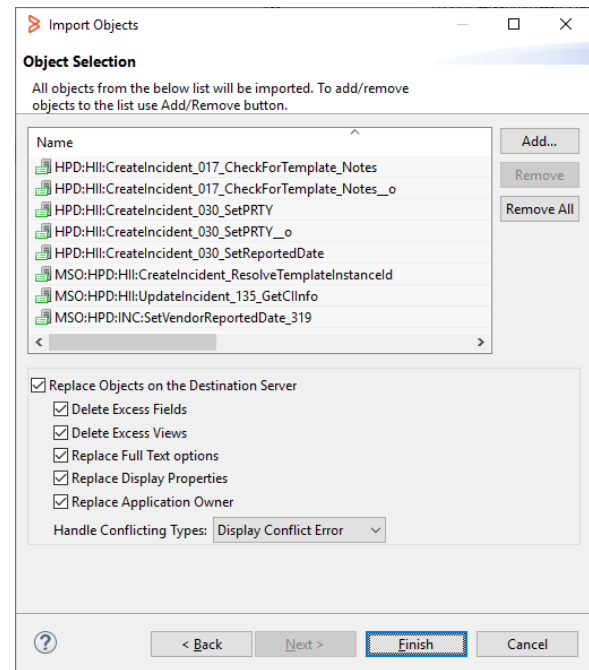 Import Objects
Object Selection
All objects from the below list will be imported. To add/remove
objects to the list use Add/Remove button.
Name
Add...
HPD:HII:CreateIncident_017_CheckForTemplate_Notes
Remove
HPD:HII:CreateIncident_017_CheckForTemplate_Notes__o
Remove All
HPD:HII:CreateIncident_030_SetPRTY
HPD:HII:CreateIncident_030_SetPRTY__o
HPD:HII:CreateIncident_030_SetReportedDate
MSO:HPD:HII:CreateIncident_ResolveTemplateInstanceId
MSO:HPD:HII:UpdateIncident_135_GetCIInfo
MSO:HPD:INC:SetVendorReportedDate_319
Replace Objects on the Destination Server
Delete Excess Fields
Delete Excess Views
Replace Full Text options
Replace Display Properties
Replace Application Owner
Handle Conflicting Types: Display Conflict Error
? < Back Next > Finish Cancel